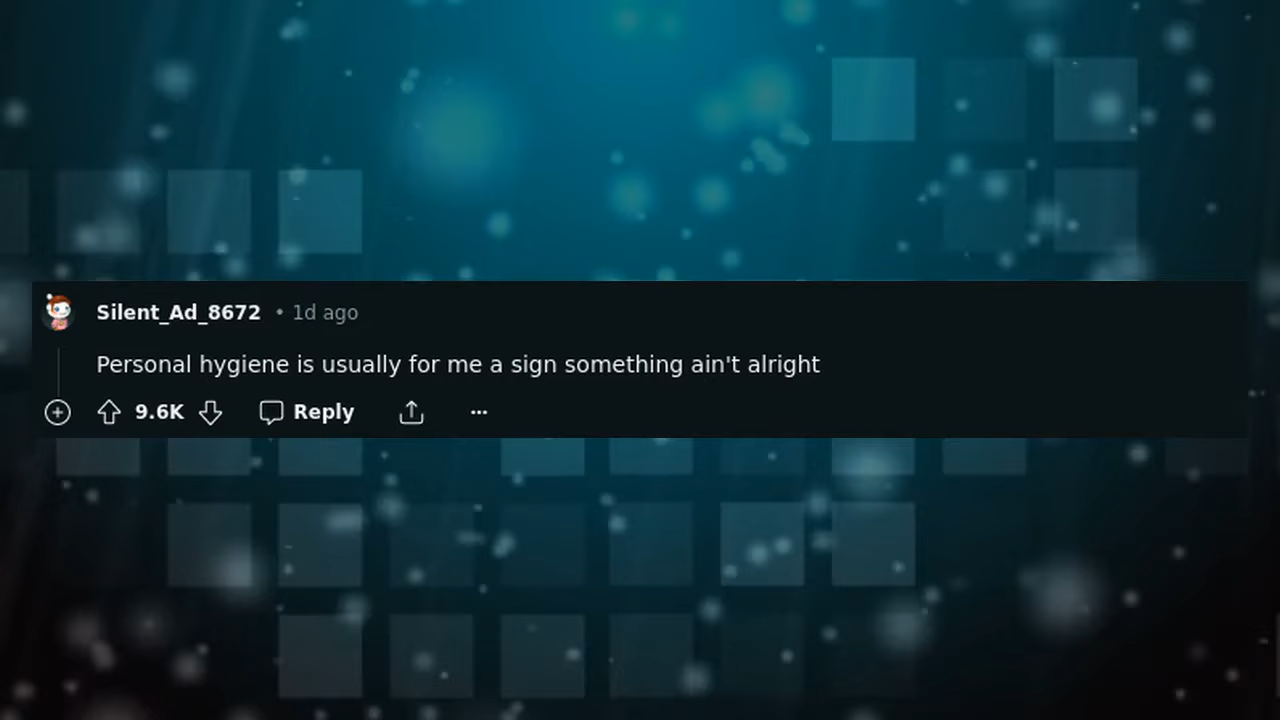 Silent_Ad_8672 • 1d ago
Personal hygiene is usually for me a sign something ain't alright
9.6K Reply